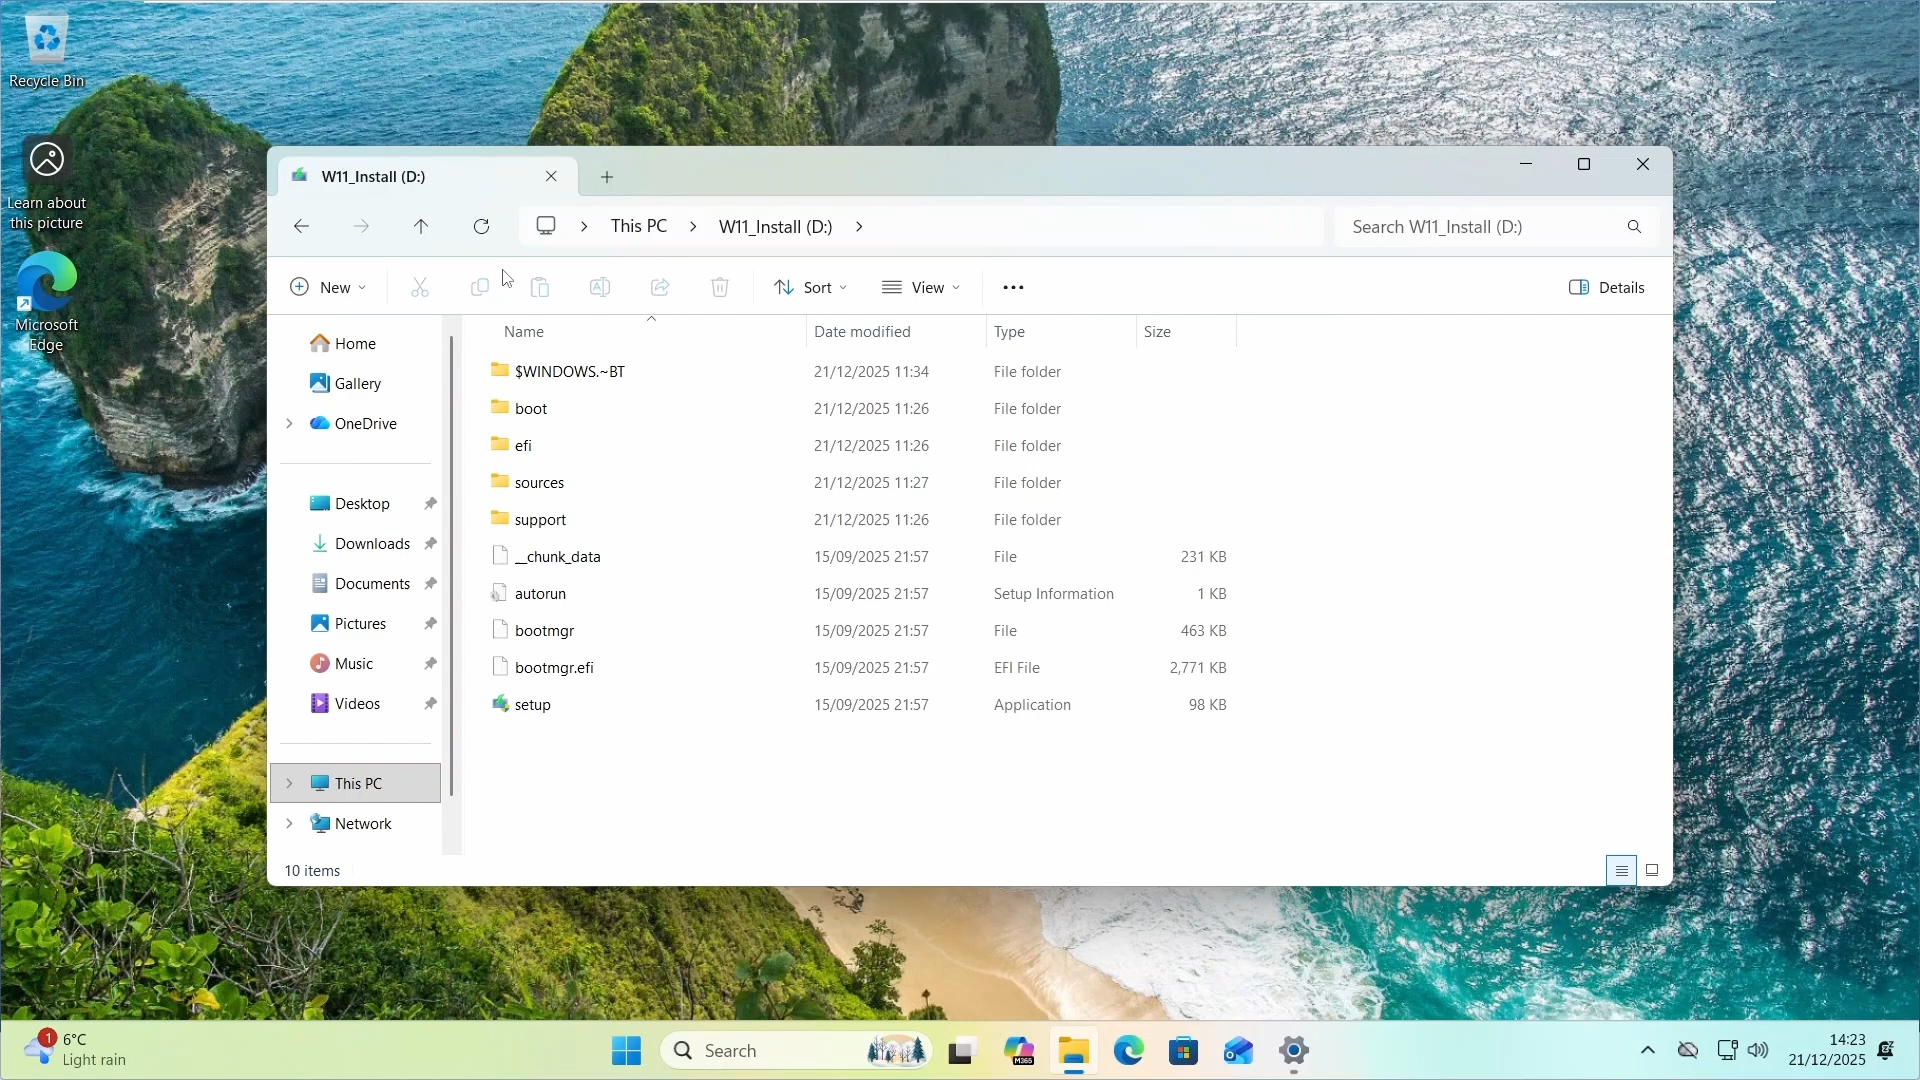 Recycle Bin
Learn about
this picture
Microsoft
Edge
W11_Install (D:)
This PC
W11_Install (D:)
Search W11_Install (D:)
New
Sort
View
Details
Home
Gallery
OneDrive
Desktop
Downloads
Documents
Pictures
Music
Videos
This PC
Network
Name Date modified Type Size
$WINDOWS.~BT 21/12/2025 11:34 File folder
boot 21/12/2025 11:26 File folder
efi 21/12/2025 11:26 File folder
sources 21/12/2025 11:27 File folder
support 21/12/2025 11:26 File folder
__chunk_data 15/09/2025 21:57 File 231 KB
autorun 15/09/2025 21:57 Setup Information 1 KB
bootmgr 15/09/2025 21:57 File 463 KB
bootmgr.efi 15/09/2025 21:57 EFI File 2,771 KB
setup 15/09/2025 21:57 Application 98 KB
10 items
1
6°C
Light rain
Search
M365
14:23
21/12/2025